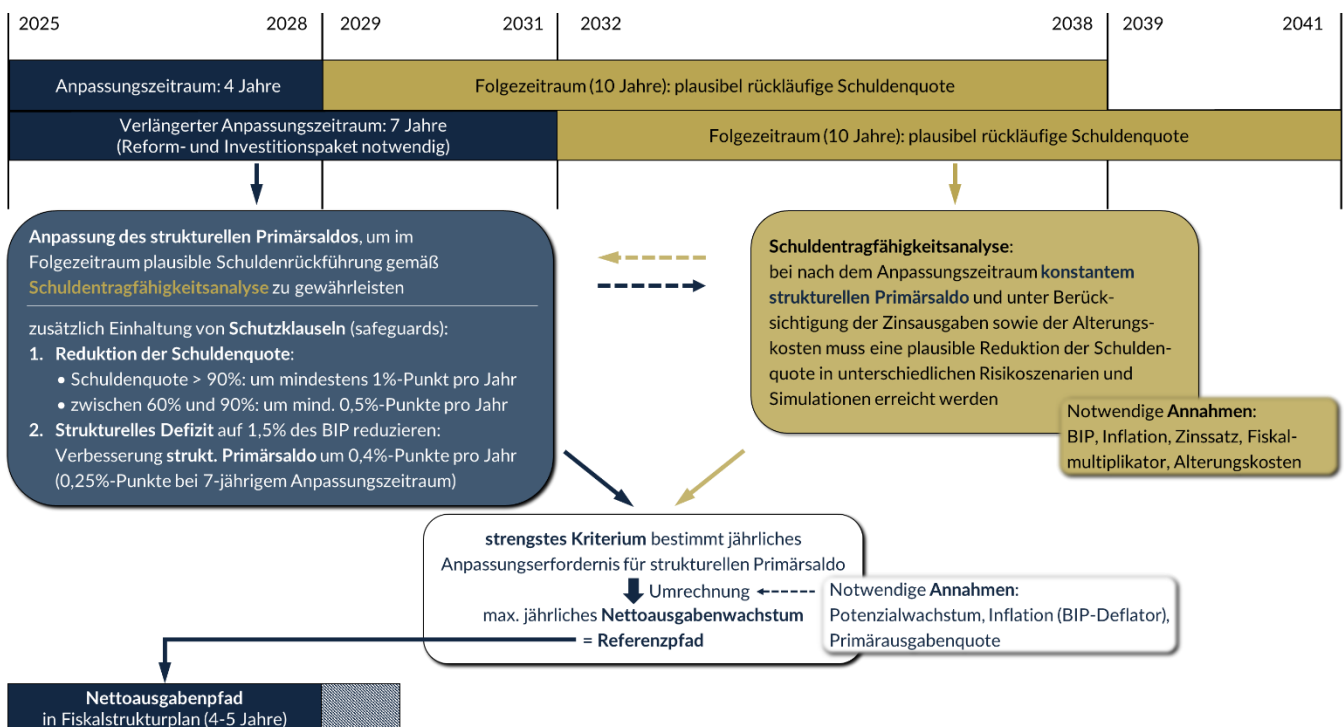 2025 2028 2029 2031 2032 2038 2039 2041
Anpassungszeitraum: 4 Jahre
Folgezeitraum (10 Jahre): plausibel rückläufige Schuldenquote
Verlängerter Anpassungszeitraum: 7 Jahre
(Reform- und Investitionspaket notwendig)
Folgezeitraum (10 Jahre): plausibel rückläufige Schuldenquote
Anpassung des strukturellen Primärsaldos, um im
Folgezeitraum plausible Schuldenrückführung gemäß
Schuldentragfähigkeitsanalyse zu gewährleisten
zusätzlich Einhaltung von Schutzklauseln (safeguards):
1. Reduktion der Schuldenquote:
• Schuldenquote > 90%: um mindestens 1%-Punkt pro Jahr
• zwischen 60% und 90%: um mind. 0,5%-Punkte pro Jahr
2. Strukturelles Defizit auf 1,5% des BIP reduzieren:
Verbesserung strukt. Primärsaldo um 0,4%-Punkte pro Jahr
(0,25%-Punkte bei 7-jährigem Anpassungszeitraum)
Schuldentragfähigkeitsanalyse:
bei nach dem Anpassungszeitraum konstantem
strukturellen Primärsaldo und unter Berück-
sichtigung der Zinsausgaben sowie der Alterungs-
kosten muss eine plausible Reduktion der Schulden-
quote in unterschiedlichen Risikoszenarien und
Simulationen erreicht werden
Notwendige Annahmen:
BIP, Inflation, Zinssatz, Fiskal-
multiplikator, Alterungskosten
strengstes Kriterium bestimmt jährliches
Anpassungserfordernis für strukturellen Primärsaldo
Umrechnung
max. jährliches Nettoausgabenwachstum
= Referenzpfad
Notwendige Annahmen:
Potenzialwachstum, Inflation (BIP-Deflator),
Primärausgabenquote
Nettoausgabenpfad
in Fiskalstrukturplan (4-5 Jahre)